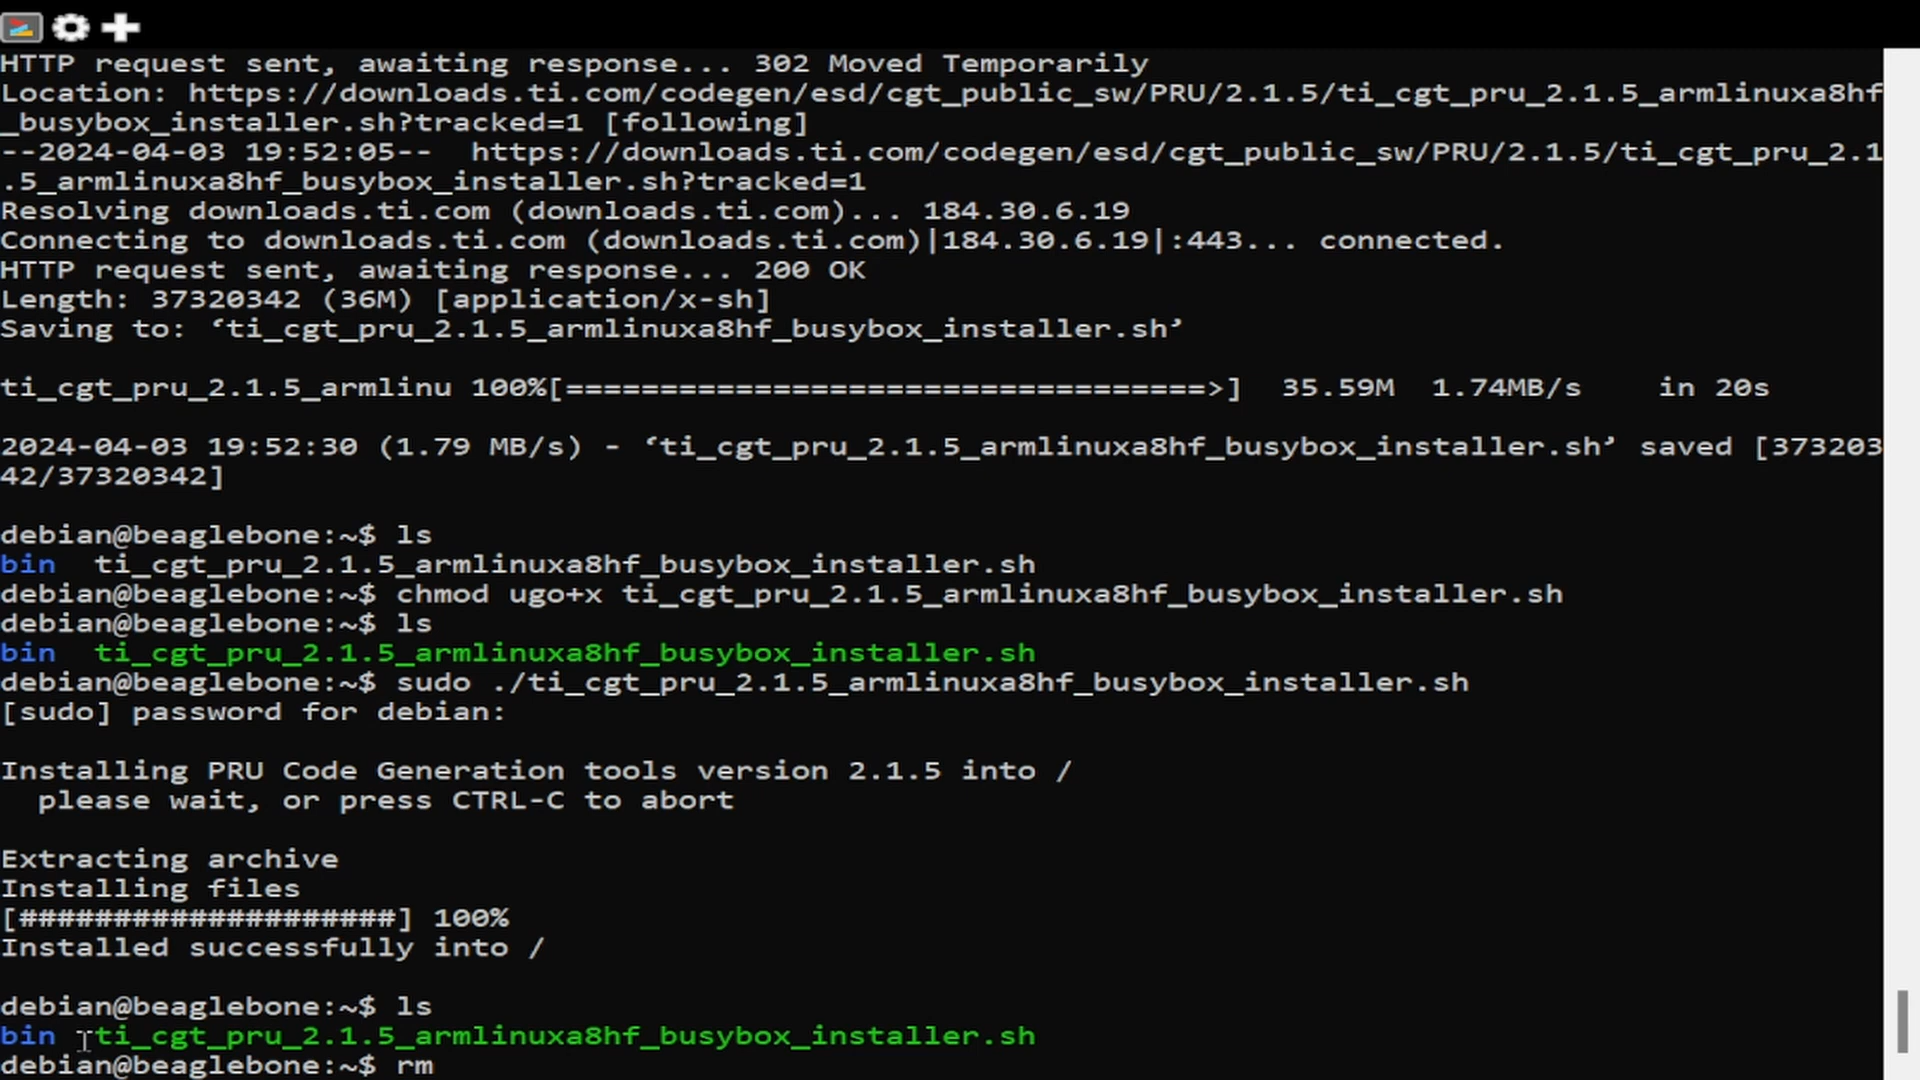 HTTP request sent, awaiting response... 302 Moved Temporarily
Location: https://downloads.ti.com/codegen/esd/cgt_public_sw/PRU/2.1.5/ti_cgt_pru_2.1.5_armlinuxa8hf
_busybox_installer.sh?tracked=1 [following]
--2024-04-03 19:52:05--  https://downloads.ti.com/codegen/esd/cgt_public_sw/PRU/2.1.5/ti_cgt_pru_2.1
.5_armlinuxa8hf_busybox_installer.sh?tracked=1
Resolving downloads.ti.com (downloads.ti.com)... 184.30.6.19
Connecting to downloads.ti.com (downloads.ti.com)|184.30.6.19|:443... connected.
HTTP request sent, awaiting response... 200 OK
Length: 37320342 (36M) [application/x-sh]
Saving to: ‘ti_cgt_pru_2.1.5_armlinuxa8hf_busybox_installer.sh’
ti_cgt_pru_2.1.5_armlinu 100%[==================================>]  35.59M  1.74MB/s    in 20s
2024-04-03 19:52:30 (1.79 MB/s) - ‘ti_cgt_pru_2.1.5_armlinuxa8hf_busybox_installer.sh’ saved [373203
42/37320342]
debian@beaglebone:~$ ls
bin  ti_cgt_pru_2.1.5_armlinuxa8hf_busybox_installer.sh
debian@beaglebone:~$ chmod ugo+x ti_cgt_pru_2.1.5_armlinuxa8hf_busybox_installer.sh
debian@beaglebone:~$ ls
bin  ti_cgt_pru_2.1.5_armlinuxa8hf_busybox_installer.sh
debian@beaglebone:~$ sudo ./ti_cgt_pru_2.1.5_armlinuxa8hf_busybox_installer.sh
[sudo] password for debian:
Installing PRU Code Generation tools version 2.1.5 into /
  please wait, or press CTRL-C to abort
Extracting archive
Installing files
[####################] 100%
Installed successfully into /
debian@beaglebone:~$ ls
bin  ti_cgt_pru_2.1.5_armlinuxa8hf_busybox_installer.sh
debian@beaglebone:~$ rm